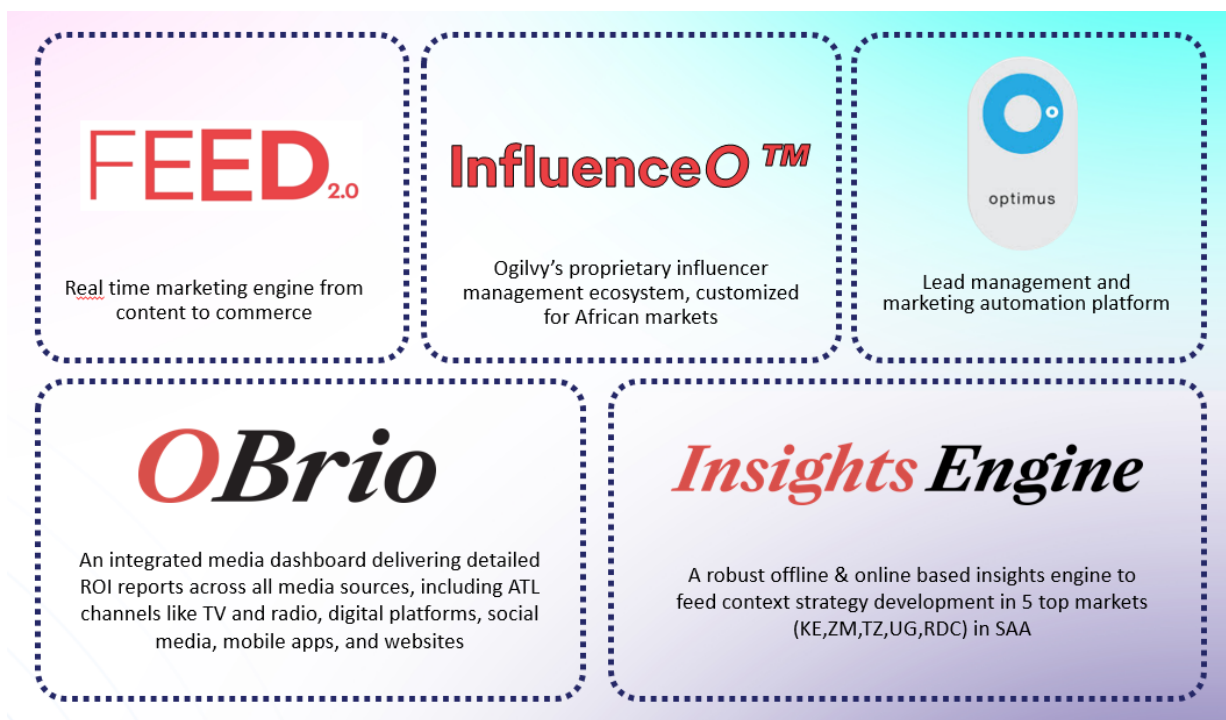 FEED 2.0
Real time marketing engine from
content to commerce
InfluenceO ™
Ogilvy’s proprietary influencer
management ecosystem, customized
for African markets
optimus
Lead management and
marketing automation platform
OBrio
An integrated media dashboard delivering detailed
ROI reports across all media sources, including ATL
channels like TV and radio, digital platforms, social
media, mobile apps, and websites
Insights Engine
A robust offline & online based insights engine to
feed context strategy development in 5 top markets
(KE,ZM,TZ,UG,RDC) in SAA